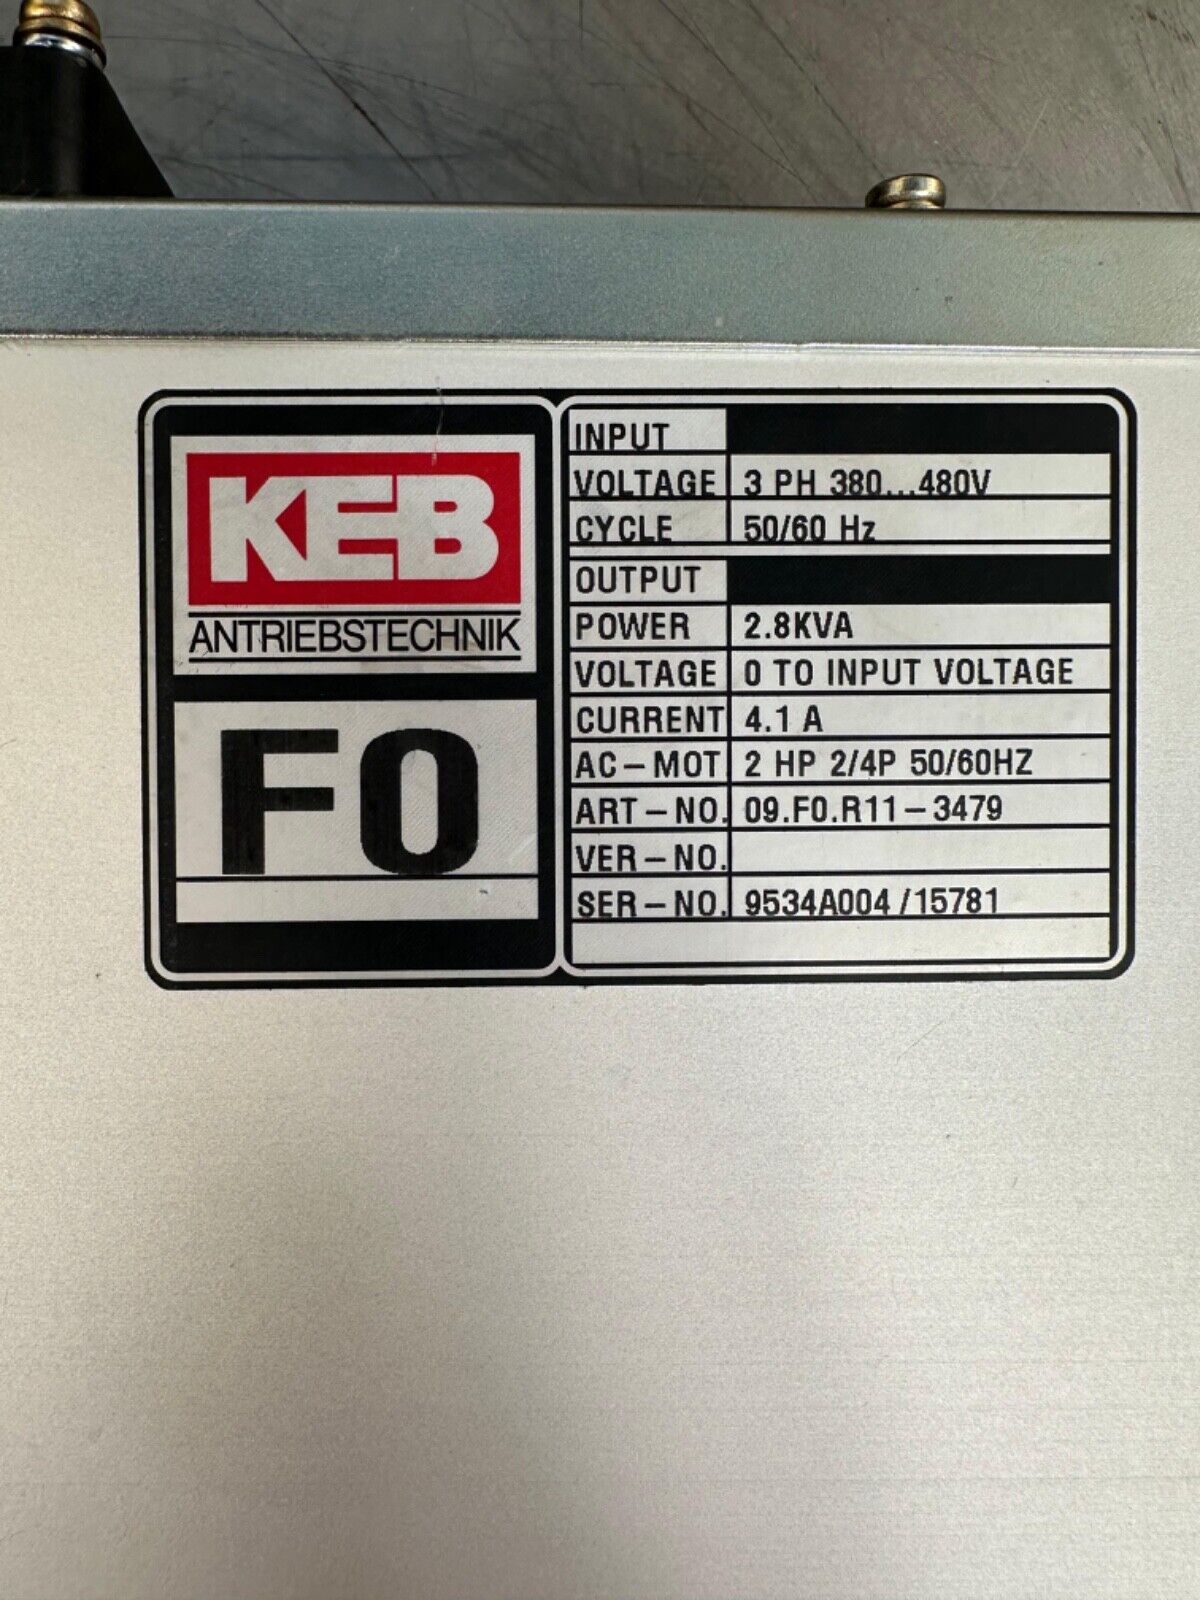 KEB
ANTRIEBSTECHNIK
F0
INPUT
VOLTAGE 3 PH 380...480V
CYCLE 50/60 Hz
OUTPUT
POWER 2.8KVA
VOLTAGE 0 TO INPUT VOLTAGE
CURRENT 4.1 A
AC-MOT. 2 HP 2/4P 50/60HZ
ART-NO. 09.F0.R11-3479
VER-NO.
SER-NO. 9534A004/15781